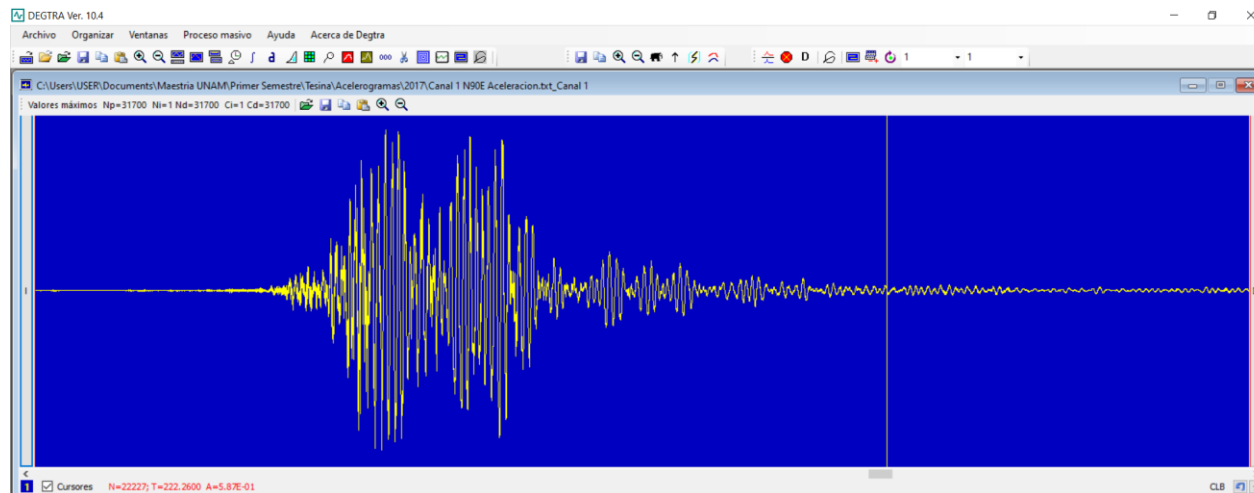 DEGTRA Ver. 10.4
Archivo Organizar Ventanas Proceso masivo Ayuda Acerca de Degtra
∫ a 000 D 1 1
C:\Users\USER\Documents\Maestria UNAM\Primer Semestre\Tesina\Acelerogramas\2017\Canal 1 N90E Aceleracion.txt_Canal 1
Valores máximos Np=31700 Ni=1 Nd=31700 Ci=1 Cd=31700
1 Cursores N=22227; T=222.2600 A=5.87E-01 CLB